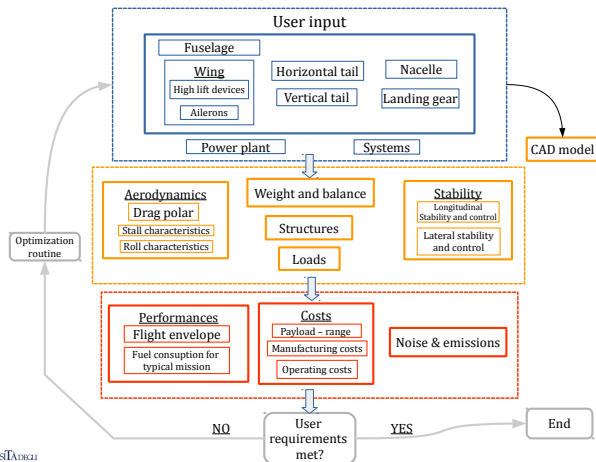 User input
Fuselage
Wing
High lift devices
Ailerons
Horizontal tail
Vertical tail
Nacelle
Landing gear
Power plant
Systems
CAD model
Aerodynamics
Drag polar
Stall characteristics
Roll characteristics
Weight and balance
Structures
Loads
Stability
Longitudinal
Stability and control
Lateral stability
and control
Optimization
routine
Performances
Flight envelope
Fuel consuption for
typical mission
Costs
Payload – range
Manufacturing costs
Operating costs
Noise & emissions
NO
User
requirements
met?
YES
End
SITÀ DEGLI